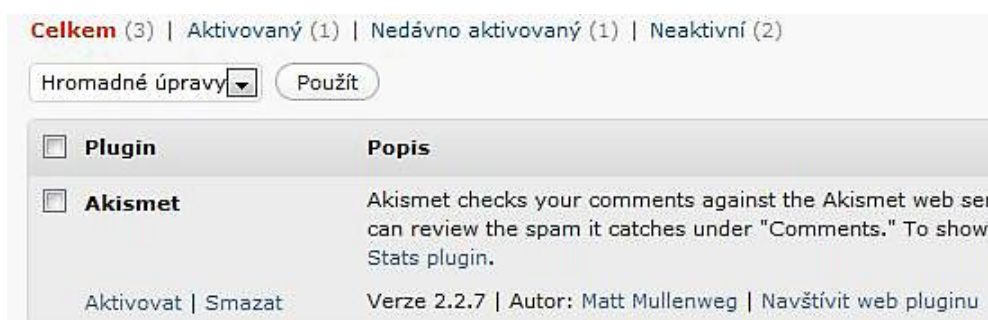 Celkem (3) | Aktivovaný (1) | Nedávno aktivovaný (1) | Neaktivní (2)
Hromadné úpravy Použít
Plugin Popis
Akismet Akismet checks your comments against the Akismet web
can review the spam it catches under "Comments." To show
Stats plugin.
Aktivovat | Smazat Verze 2.2.7 | Autor: Matt Mullenweg | Navštívit web pluginu